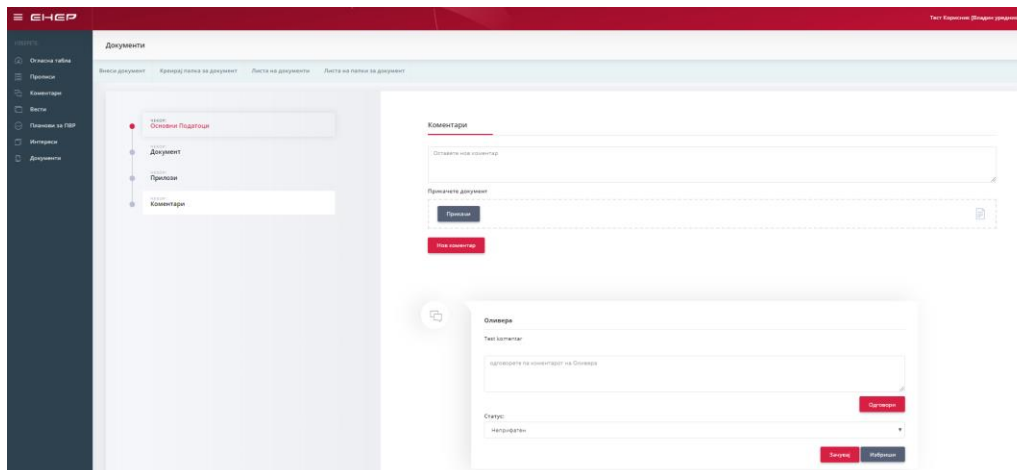 ЕНЕР
Тест Корисник (Владин уредни
Огласна табла
Прописи
Коментари
Вести
Планови за ПВР
Интереси
Документи
Документи
Внеси документ Креирај папка за документ Листа на документи Листа на папки за документ
Основни Податоци
Документ
Прилози
Коментари
Коментари
Оставете нов коментар
Прикачете документ
Прикачи
Нов коментар
Оливера
Test komentar
одговорете на коментарот на Оливера
Одговори
Статус:
Неприфатен
Зачувај Избриши